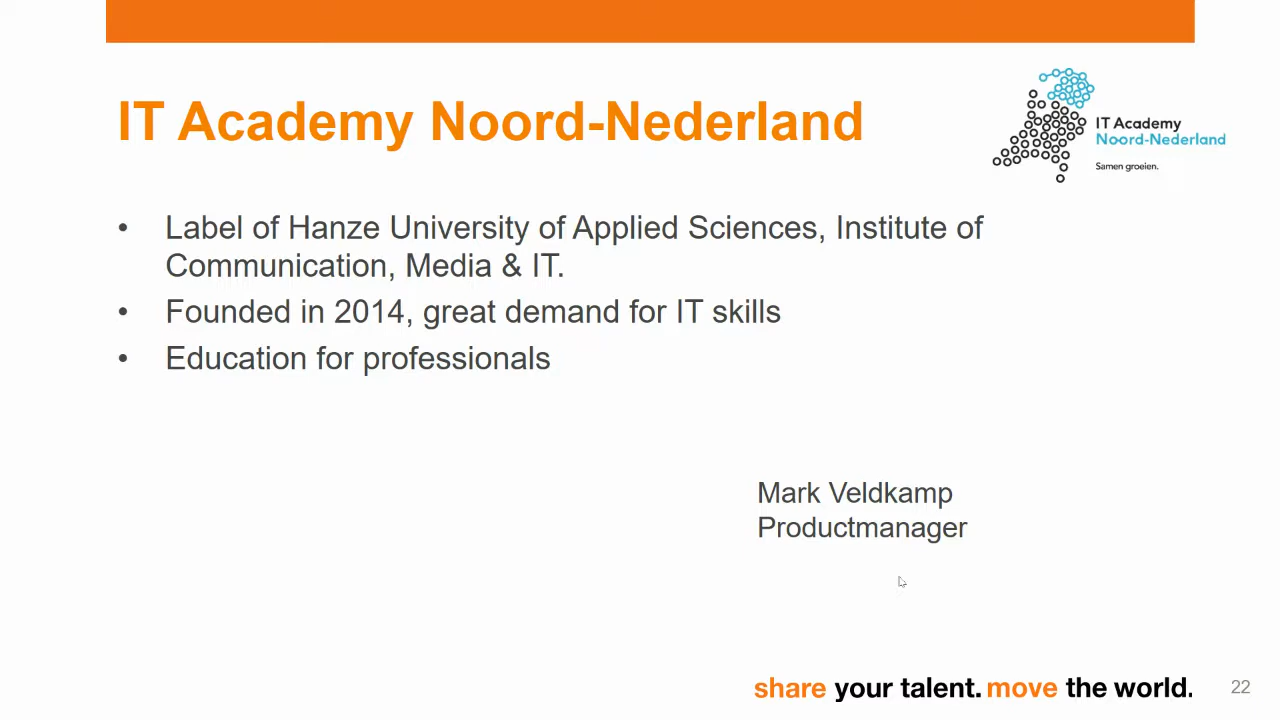 IT Academy Noord-Nederland
IT Academy
Noord-Nederland
Samen groeien.
• Label of Hanze University of Applied Sciences, Institute of
Communication, Media & IT.
• Founded in 2014, great demand for IT skills
• Education for professionals
Mark Veldkamp
Productmanager
share your talent. move the world.
22